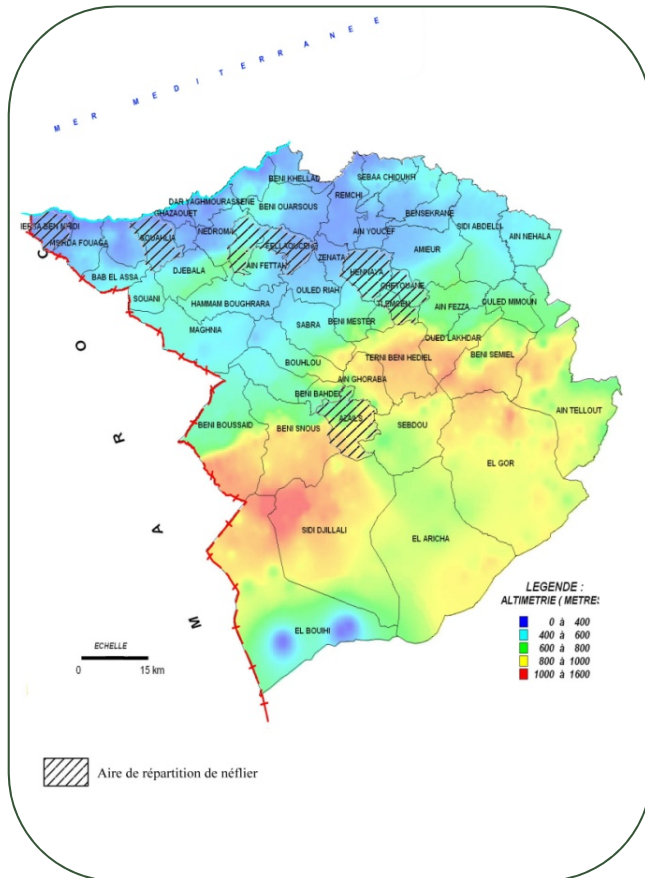 MER MEDITERRANEE
BENI KHELLAD
SEBAA CHIOUKH
DAR YAGHMOURASSENE
REMCHI
GHAZAOUET
BENI OUARSOUS
BENSEKRANE
SOUAHLIA
NEDROMA
AIN YOUCEF
SIDI ABDELLI
AIN NEHALA
FELLAOUCENE
ZENATA
AMIEUR
BAB EL ASSA
DJEBALA
AIN FETTAH
HENNAYA
CHETOUANE
SOUANI
HAMMAM BOUGHRARA
OULED RIAH
TLEMCEN
AIN FEZZA
OULED MIMOUN
MAGHNIA
SABRA
BENI MESTER
OUED LAKHDAR
BOUHLOU
TERNI BENI HEDIEL
BENI SEMIEL
AIN GHORABA
BENI BAHDEL
AIN TELLOUT
BENI BOUSSAID
BENI SNOUS
AZAILS
SEBDOU
EL GOR
SIDI DJILLALI
EL ARICHA
EL BOUIHI
MAROC
LEGENDE :
ALTIMETRIE ( METRE:
0 à 400
400 à 600
600 à 800
800 à 1000
1000 à 1600
ECHELLE
0 15 km
Aire de répartition de néflier